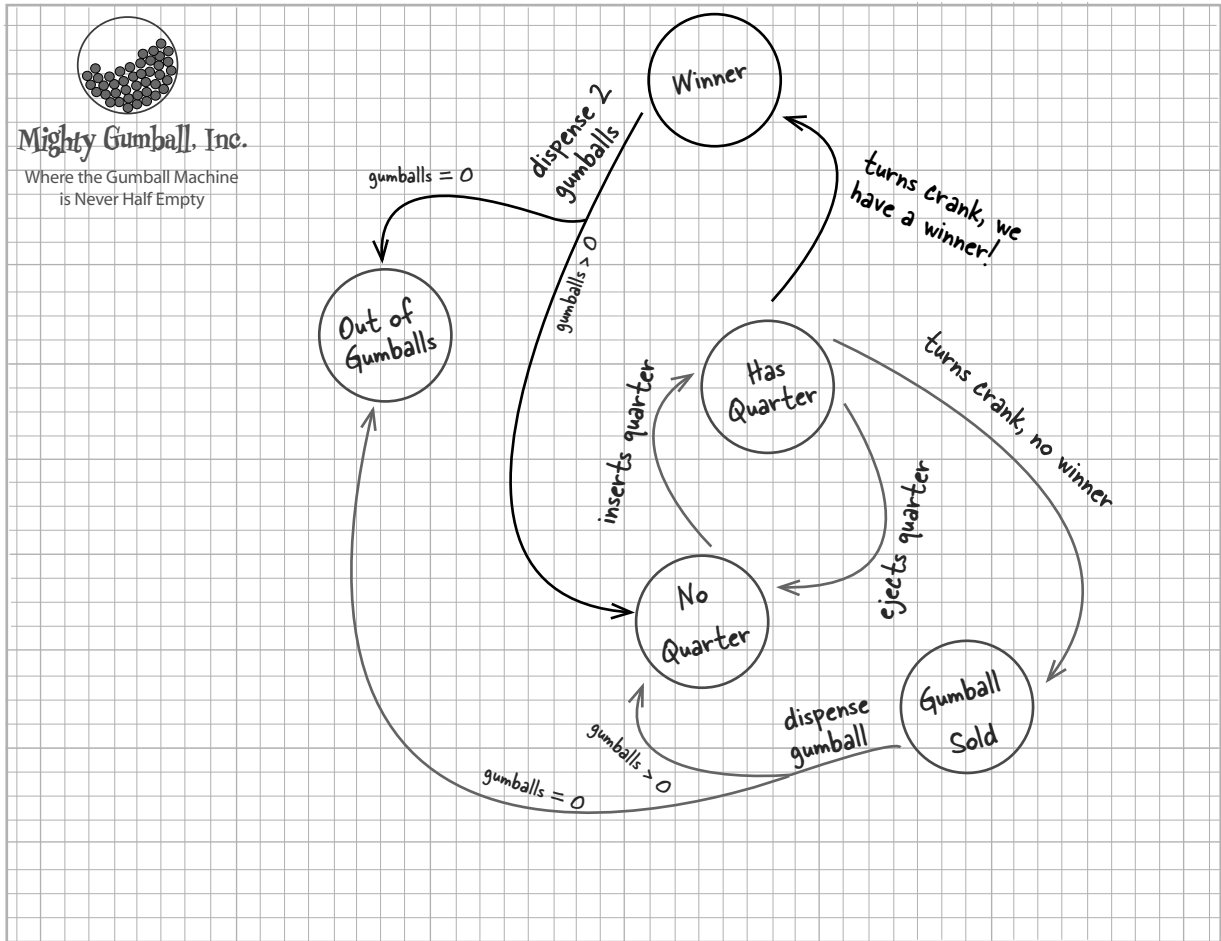 Mighty Gumball, Inc.
Where the Gumball Machine
is Never Half Empty
Winner
dispense 2
gumballs
gumballs = 0
gumballs > 0
turns crank, we
have a winner!
Out of
Gumballs
Has
Quarter
inserts quarter
turns crank, no winner
ejects quarter
No
Quarter
Gumball
Sold
dispense
gumball
gumballs > 0
gumballs = 0